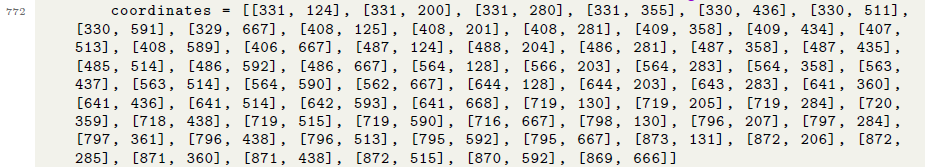 772 coordinates = [[331, 124], [331, 200], [331, 280], [331, 355], [330, 436], [330, 511],
[330, 591], [329, 667], [408, 125], [408, 201], [408, 281], [409, 358], [409, 434], [407,
513], [408, 589], [406, 667], [487, 124], [488, 204], [486, 281], [487, 358], [487, 435],
[485, 514], [486, 592], [486, 667], [564, 128], [566, 203], [564, 283], [564, 358], [563,
437], [563, 514], [564, 590], [562, 667], [644, 128], [644, 203], [643, 283], [641, 360],
[641, 436], [641, 514], [642, 593], [641, 668], [719, 130], [719, 205], [719, 284], [720,
359], [718, 438], [719, 515], [719, 590], [716, 667], [798, 130], [796, 207], [797, 284],
[797, 361], [796, 438], [796, 513], [795, 592], [795, 667], [873, 131], [872, 206], [872,
285], [871, 360], [871, 438], [872, 515], [870, 592], [869, 666]]